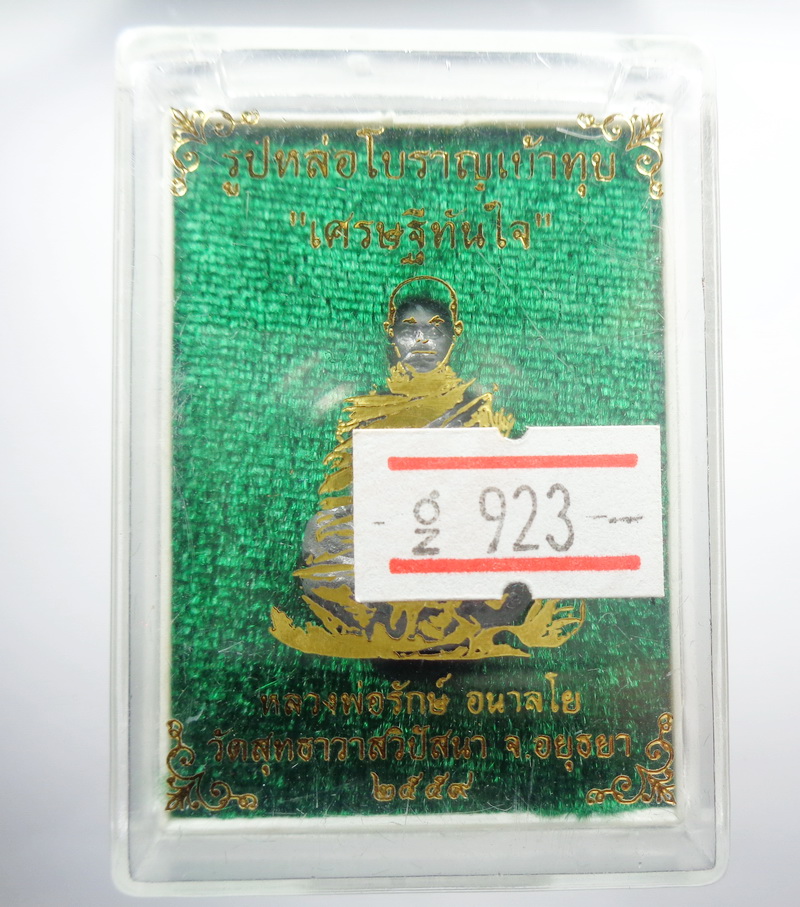 รูปหล่อโบราญเบ้าทุบ
"เศรษฐีทันใจ"
No 923
หลวงพ่อรักษ์ อนาลโย
วัดสุทธาวาสวิปัสนา จ.อยุธยา
๒๕๕๙